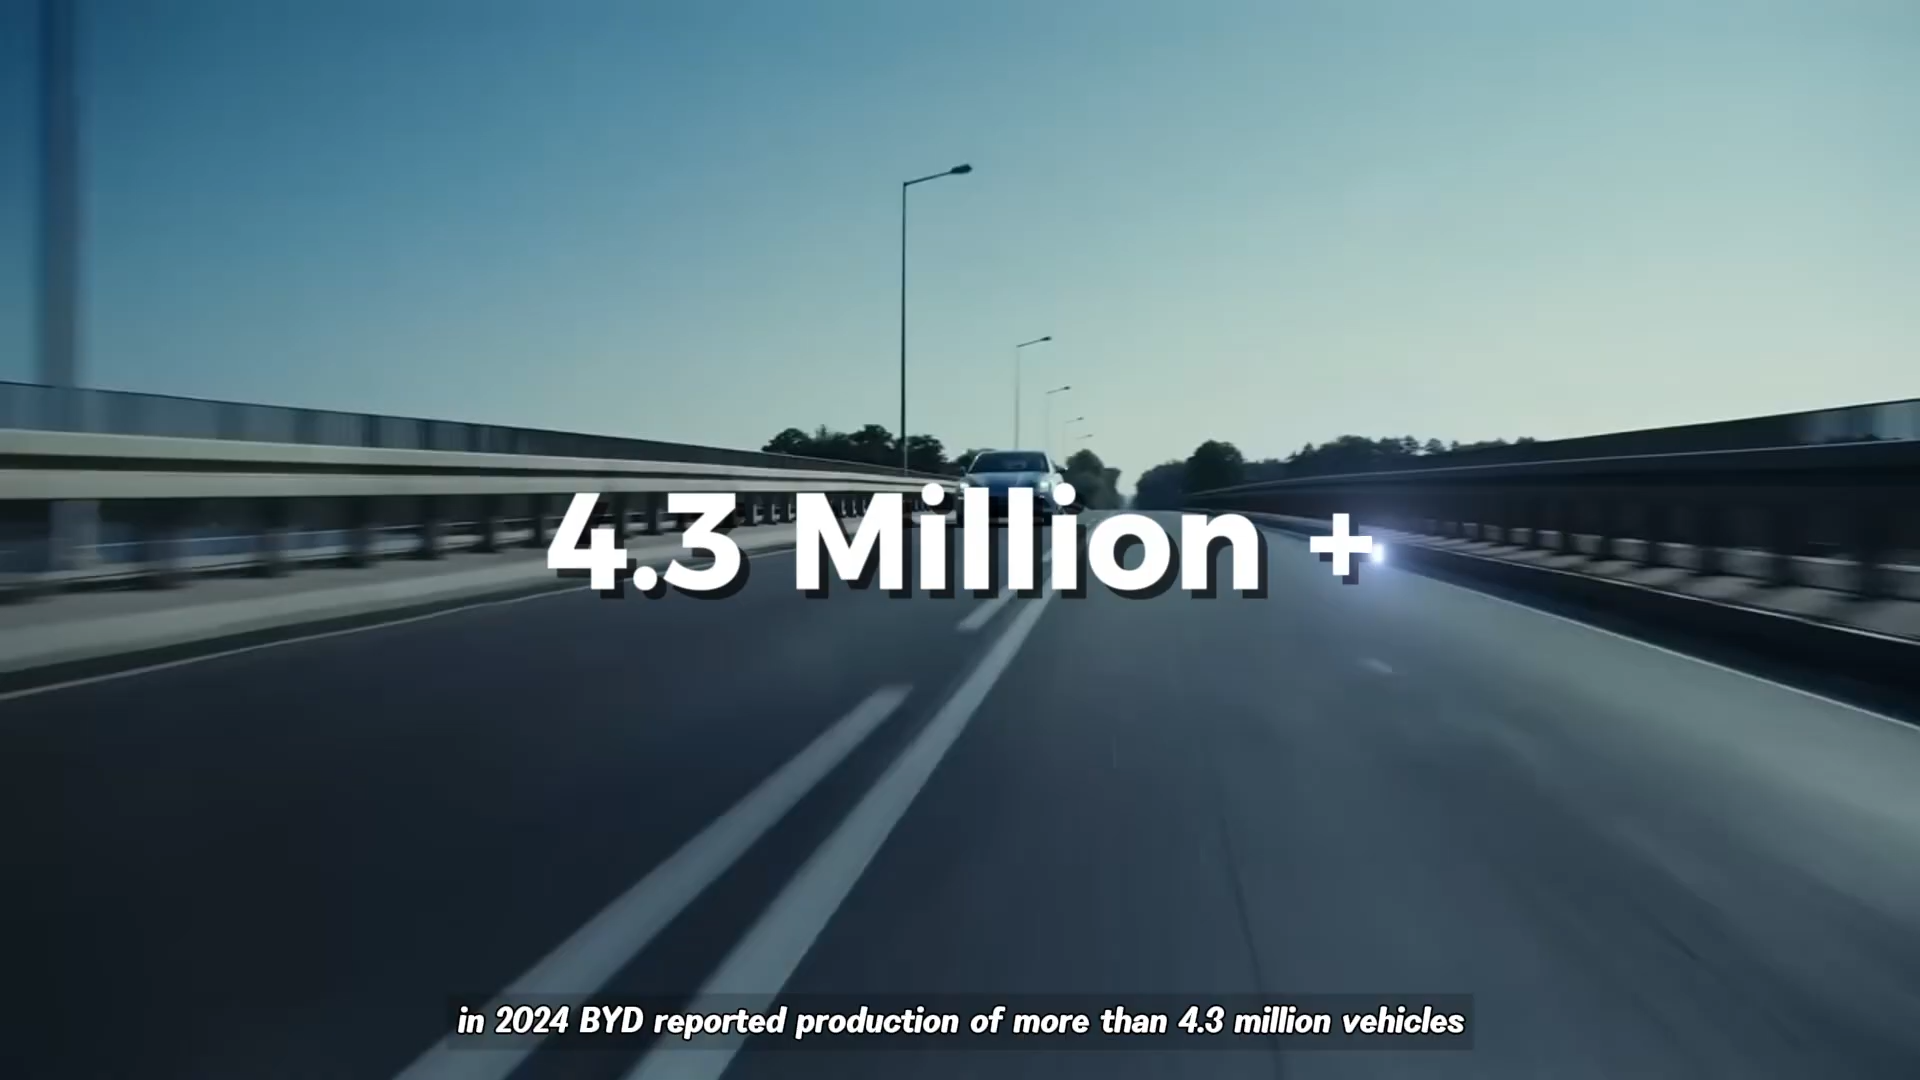 4.3 Million +
in 2024 BYD reported production of more than 4.3 million vehicles